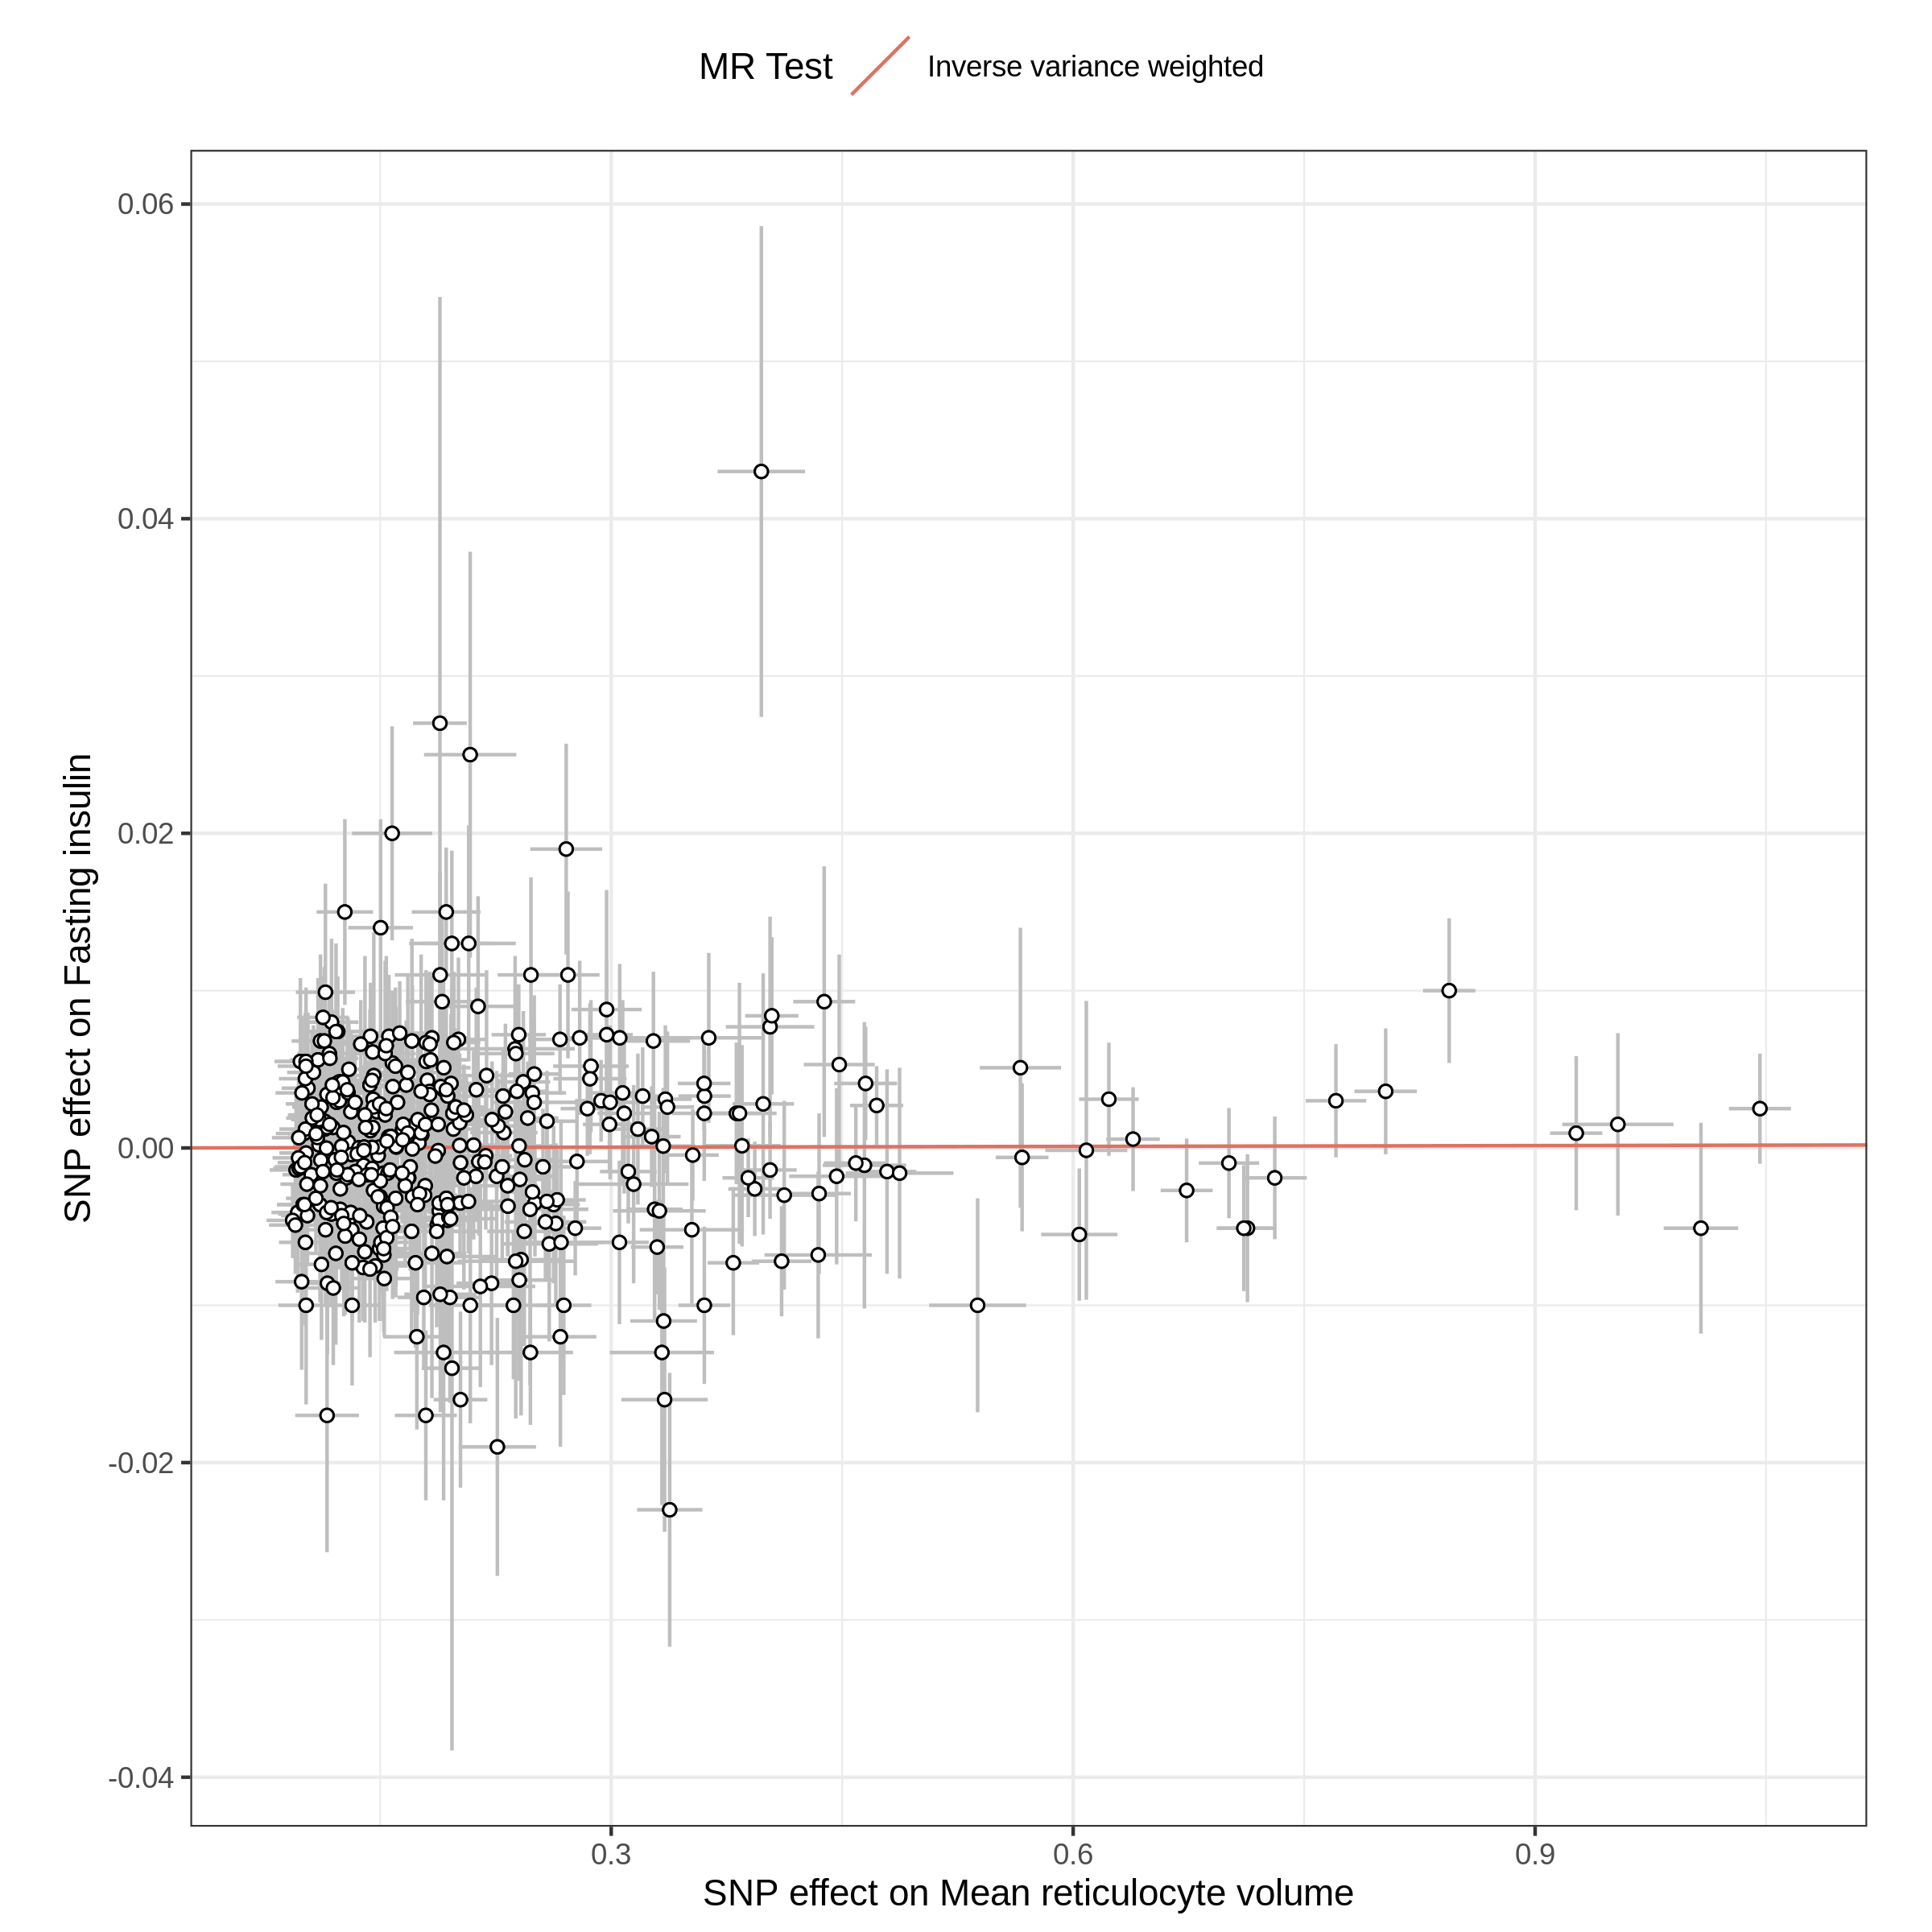 MR Test Inverse variance weighted
0.06
0.04
0.02
0.00
-0.02
-0.04
SNP effect on Fasting insulin
0.3 0.6 0.9
SNP effect on Mean reticulocyte volume